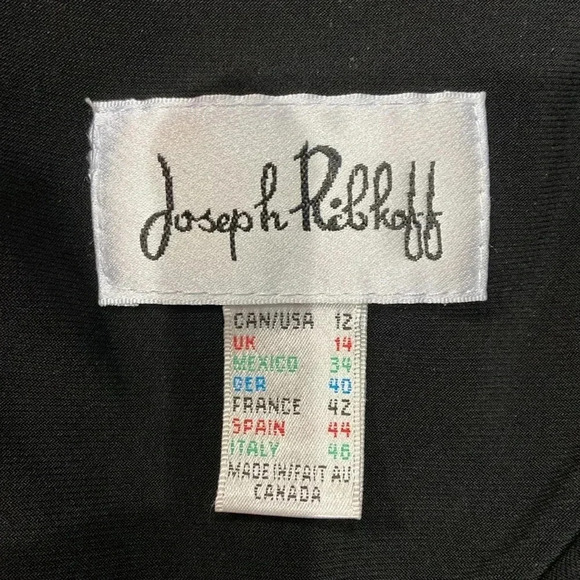 Joseph Ribkoff
CAN/USA 12
UK 14
MEXICO 34
GER 40
FRANCE 42
SPAIN 44
ITALY 46
MADE IN/FAIT AU
CANADA